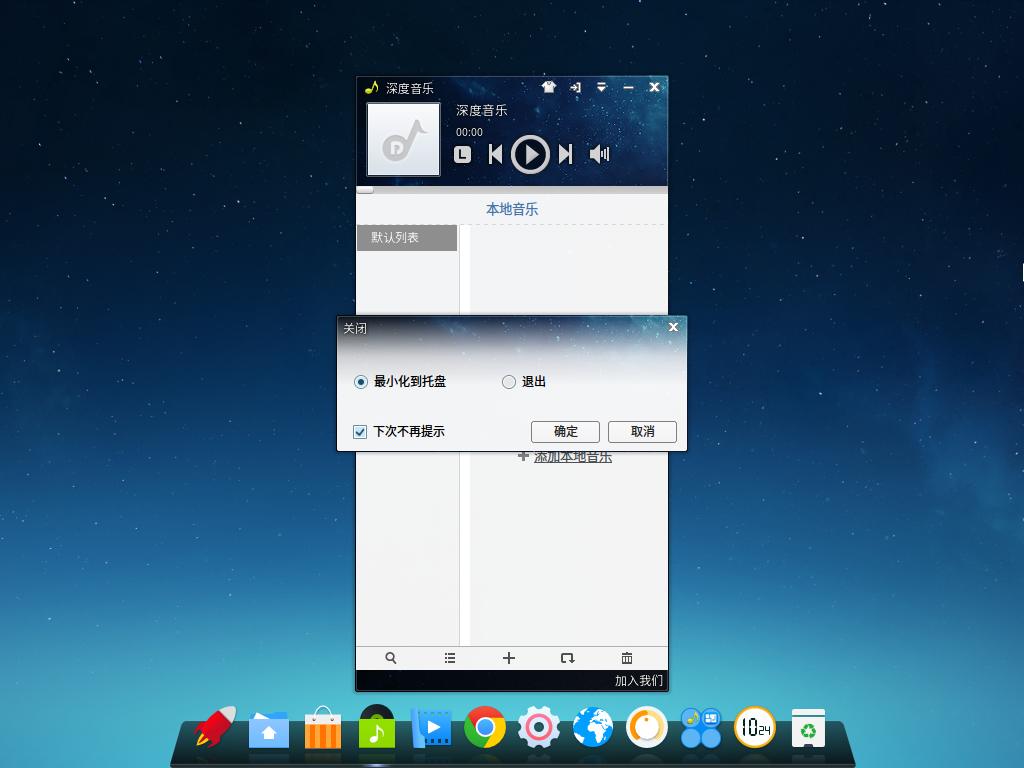 深度音乐
深度音乐
00:00
L
本地音乐
默认列表
关闭
最小化到托盘
退出
下次不再提示
确定
取消
添加本地音乐
加入我们
1024